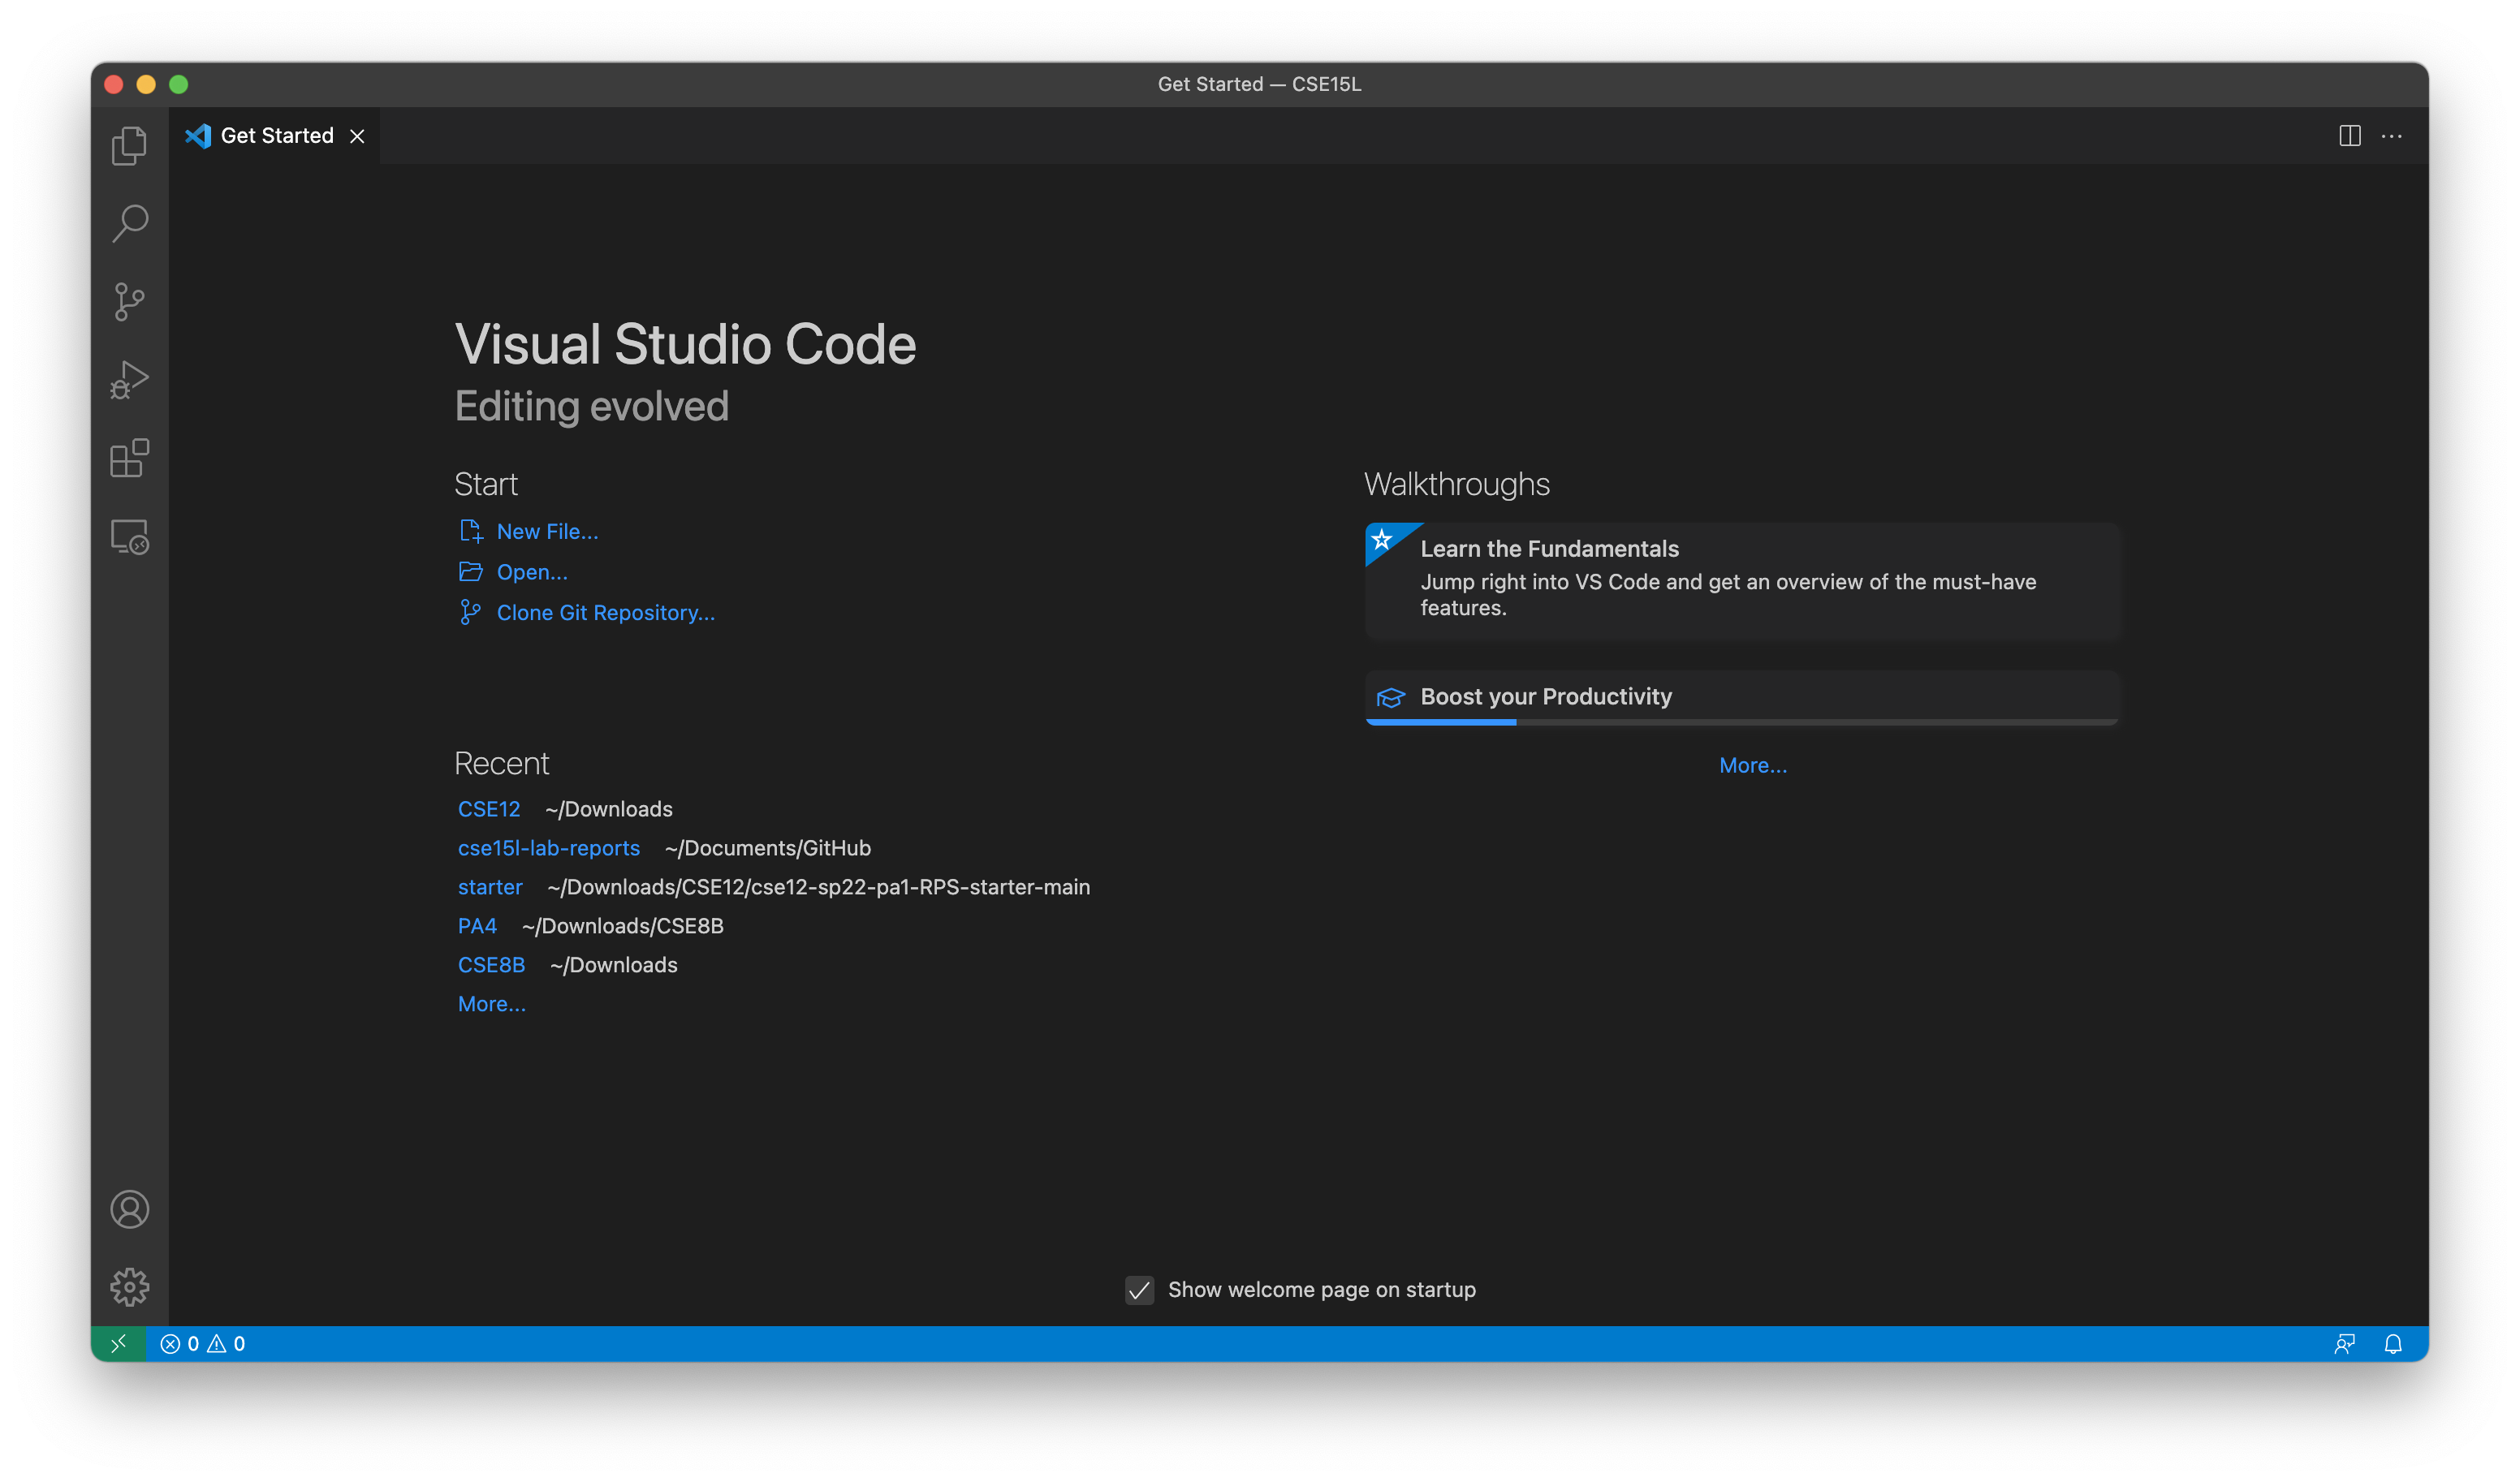 Get Started — CSE15L
Get Started
Visual Studio Code
Editing evolved
Start
New File...
Open...
Clone Git Repository...
Recent
CSE12 ~/Downloads
cse15l-lab-reports ~/Documents/GitHub
starter ~/Downloads/CSE12/cse12-sp22-pa1-RPS-starter-main
PA4 ~/Downloads/CSE8B
CSE8B ~/Downloads
More...
Walkthroughs
Learn the Fundamentals
Jump right into VS Code and get an overview of the must-have
features.
Boost your Productivity
More...
Show welcome page on startup
0 0